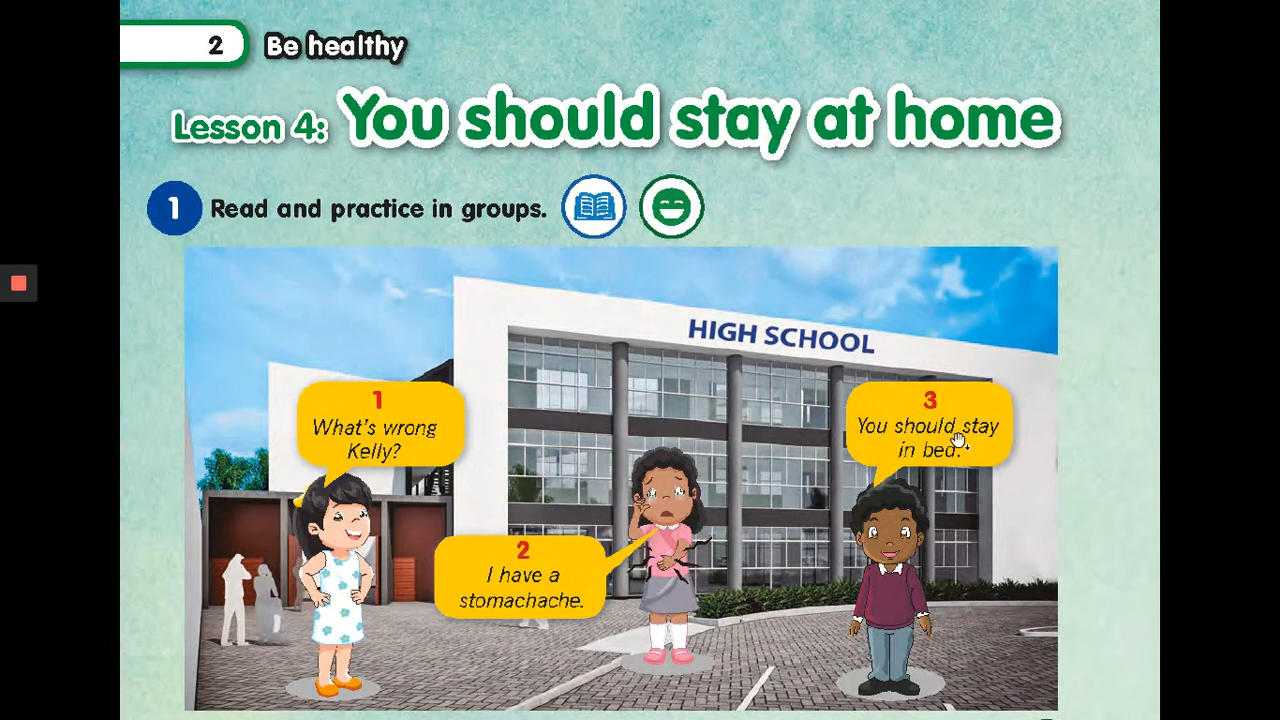 2 Be healthy
Lesson 4: You should stay at home
1 Read and practice in groups.
HIGH SCHOOL
1
What's wrong
Kelly?
3
You should stay
in bed.
2
I have a
stomachache.